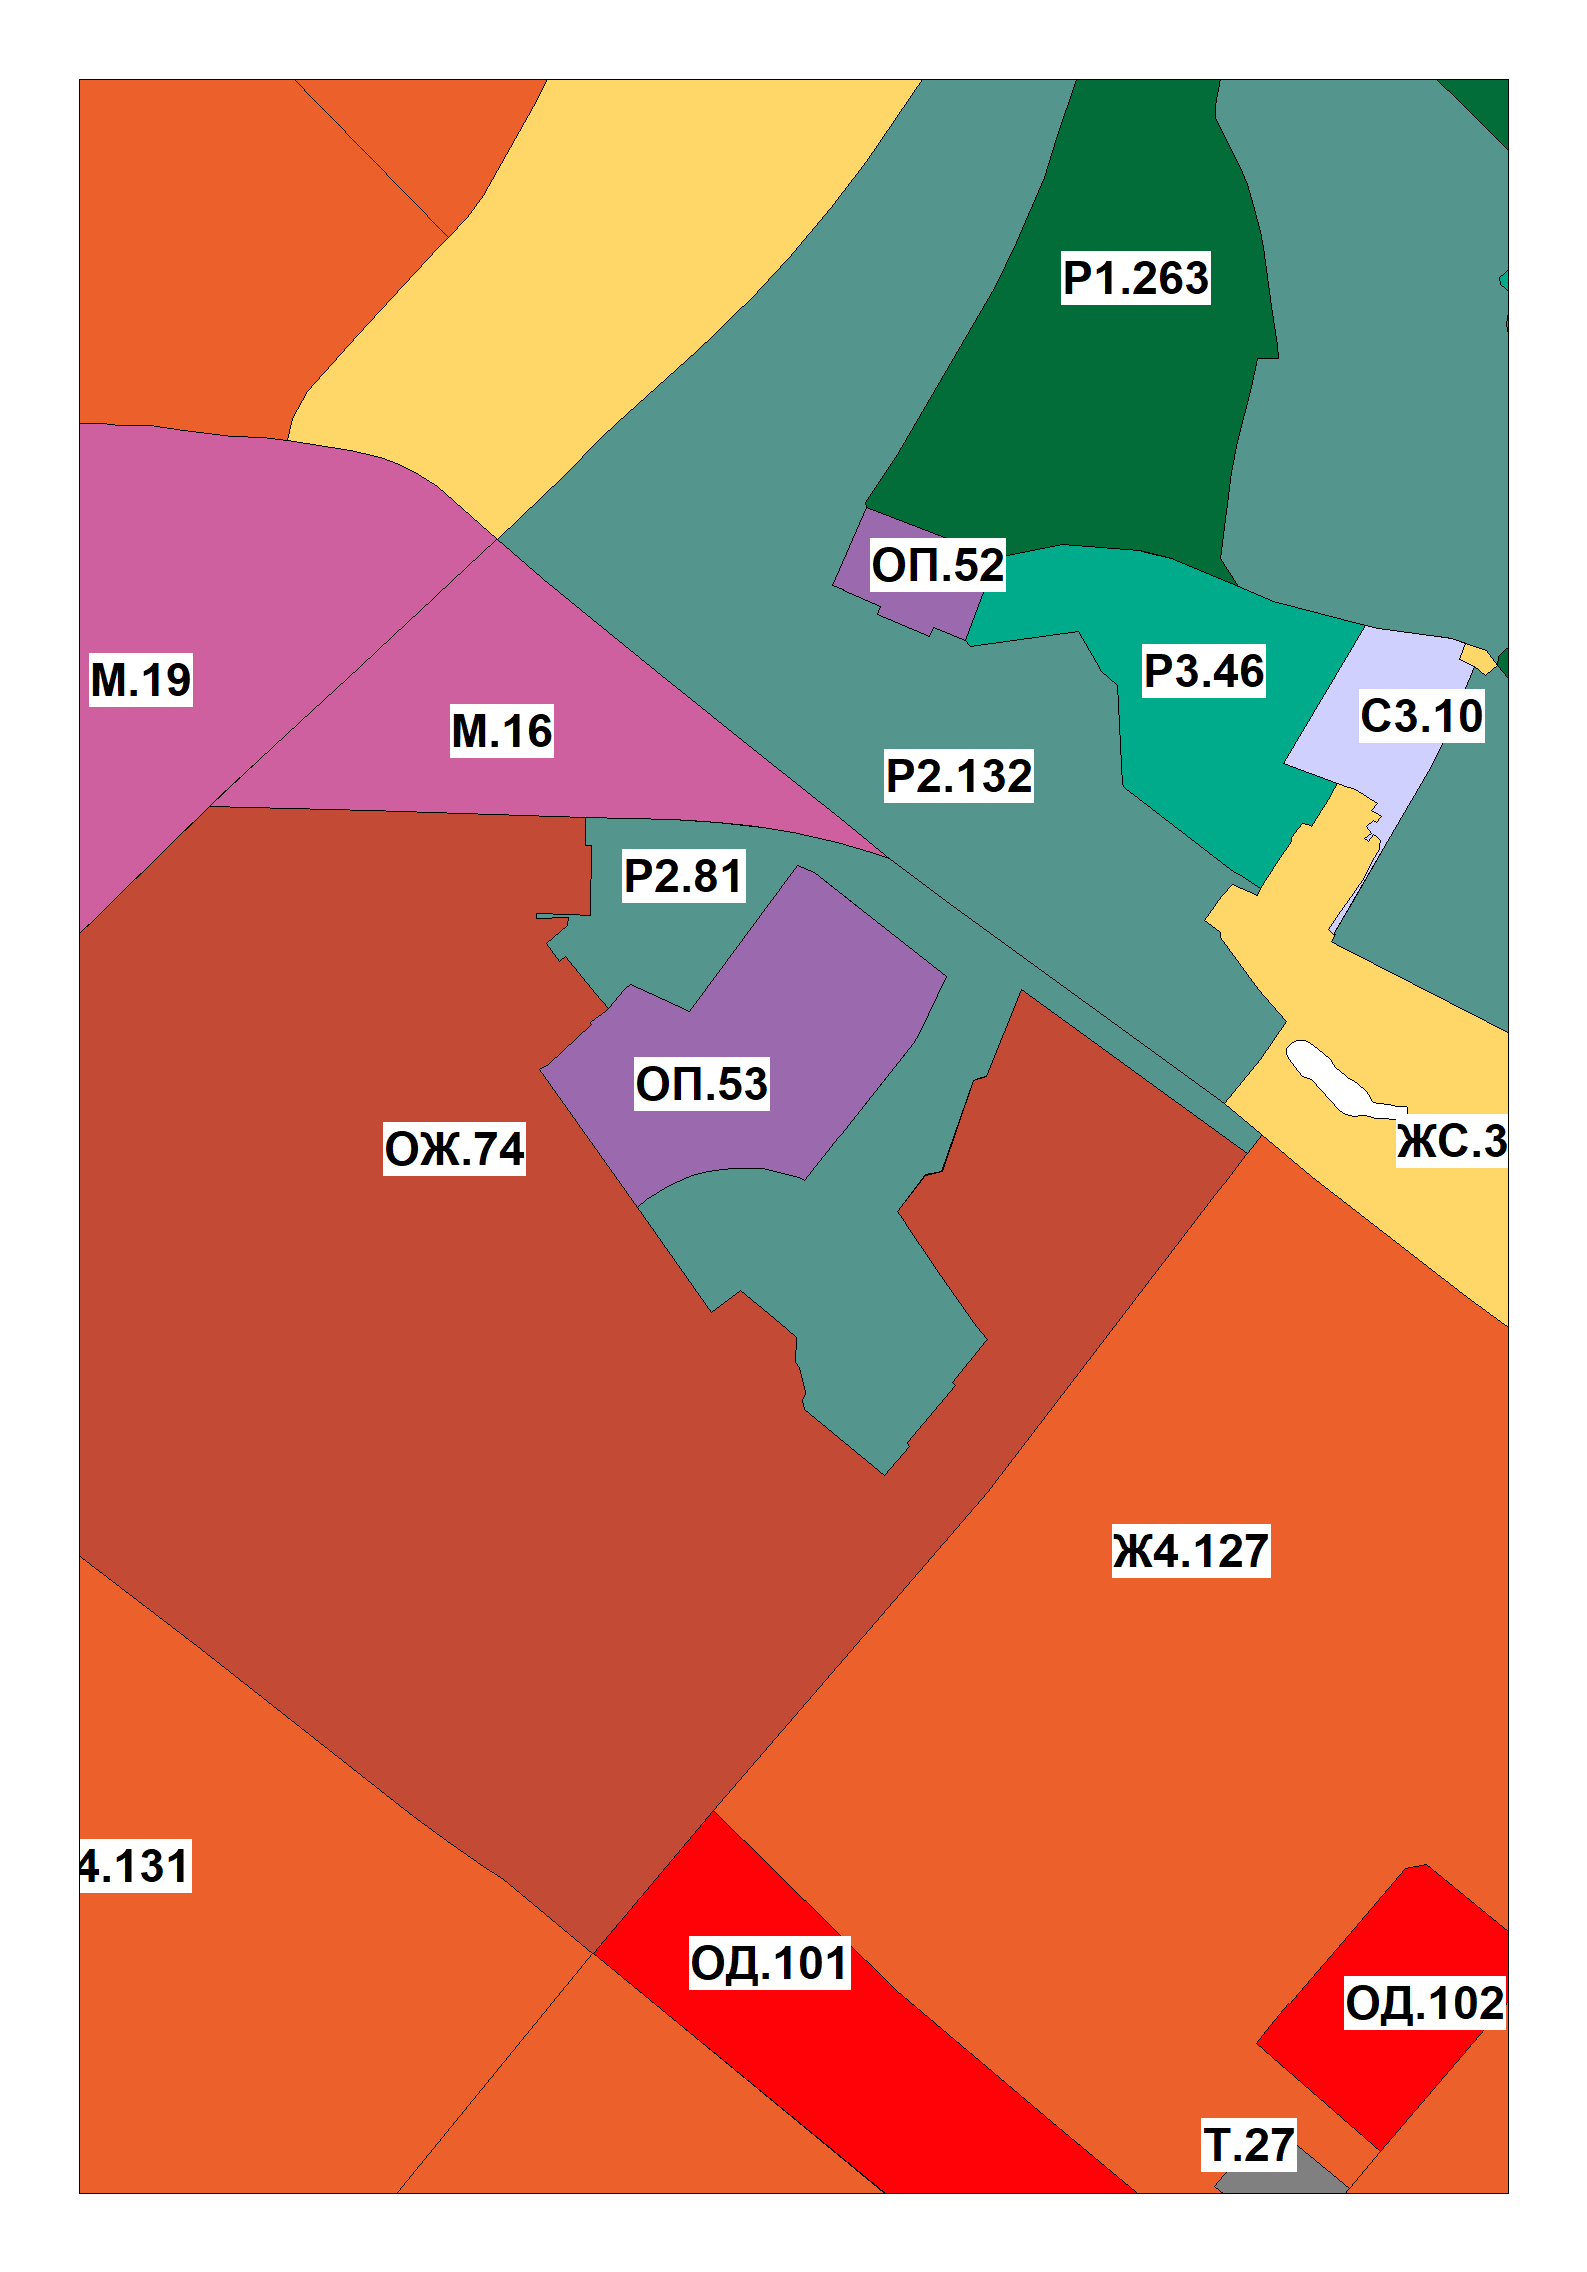 Р1.263
ОП.52
Р3.46
М.19
С3.10
М.16
Р2.132
Р2.81
ОП.53
ЖС.3
ОЖ.74
Ж4.127
4.131
ОД.101
ОД.102
Т.27